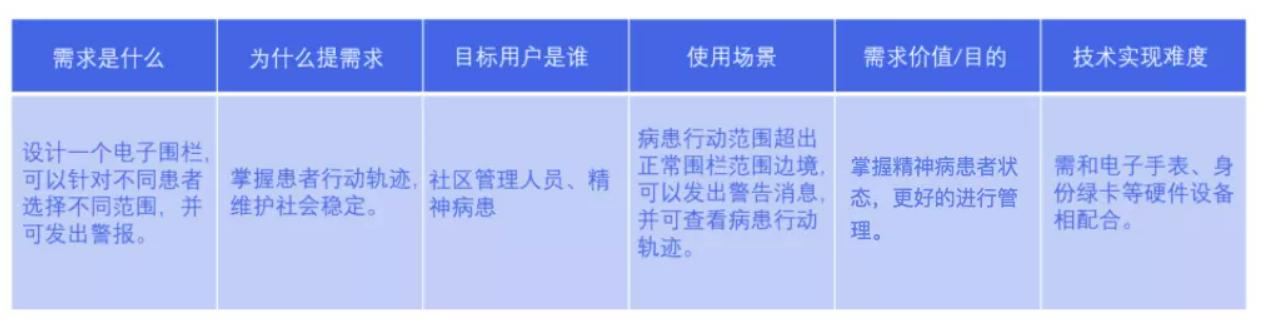 需求是什么
为什么提需求
目标用户是谁
使用场景
需求价值/目的
技术实现难度
设计一个电子围栏,
可以针对不同患者
选择不同范围，并
可发出警报。
掌握患者行动轨迹,
维护社会稳定。
社区管理人员、精
神病患
病患行动范围超出
正常围栏范围边境,
可以发出警告消息,
并可查看病患行动
轨迹。
掌握精神病患者状
态，更好的进行管
理。
需和电子手表、身
份绿卡等硬件设备
相配合。